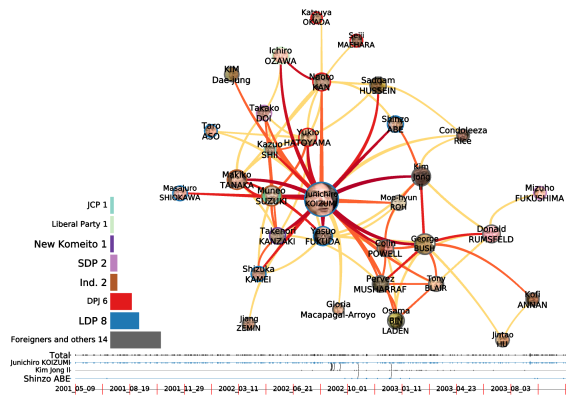 Katsuya
OKADA
Seiji
MAEHARA
Ichiro
OZAWA
KIM
Dae-jung
Naoto
KAN
Saddam
HUSSEIN
Takako
DOI
Taro
ASO
Yukio
HATOYAMA
Shinzo
ABE
Condoleeza
Rice
Kazuo
SHII
Makiko
TANAKA
Kim
Jong
Il
Masajuro
SHIOKAWA
Muneo
SUZUKI
Junichiro
KOIZUMI
Moo-hyun
ROH
Mizuho
FUKUSHIMA
Takenori
KANZAKI
Yasuo
FUKUDA
Colin
POWELL
George
BUSH
Donald
RUMSFELD
Shizuka
KAMEI
Pervez
MUSHARRAF
Tony
BLAIR
Kofi
ANNAN
Jiang
ZEMIN
Gloria
Macapagal-Arroyo
Osama
BIN
LADEN
Jintao
HU
JCP 1
Liberal Party 1
New Komeito 1
SDP 2
Ind. 2
DPJ 6
LDP 8
Foreigners and others 14
Total
Junichiro KOIZUMI
Kim Jong Il
Shinzo ABE
2001_05_09 2001_08_19 2001_11_29 2002_03_11 2002_06_21 2002_10_01 2003_01_11 2003_04_23 2003_08_03